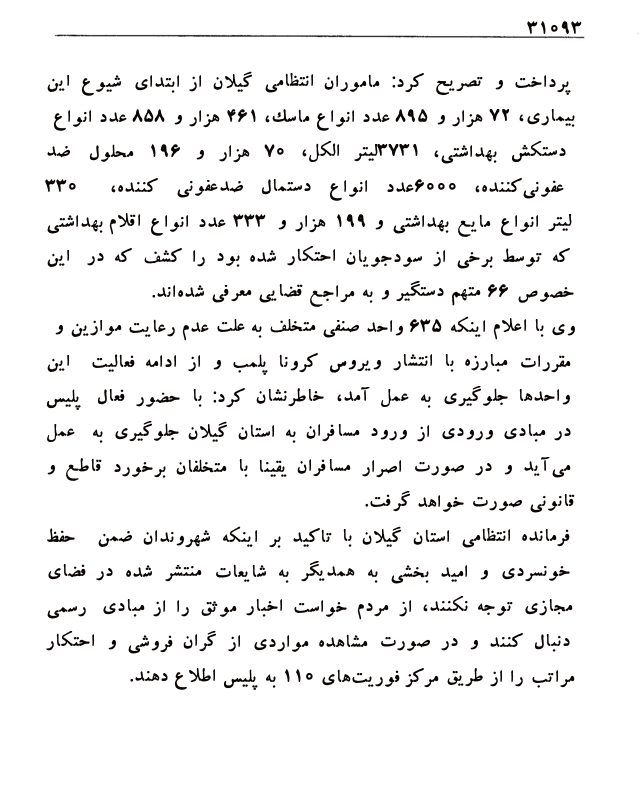 ۳۱۰۹۳
پرداخت و تصریح کرد: ماموران انتظامی گیلان از ابتدای شیوع این
بیماری، ۷۲ هزار و ۸۹۵ عدد انواع ماسك، ۴۶۱ هزار و ۸۵۸ عدد انواع
دستکش بهداشتی، ۳۷۳۱لیتر الکل، ۷۰ هزار و ۱۹۶ محلول ضد
عفونی‌کننده، ۶۰۰۰عدد انواع دستمال ضدعفونی کننده، ۳۳۰
لیتر انواع مایع بهداشتی و ۱۹۹ هزار و ۳۳۳ عدد انواع اقلام بهداشتی
که توسط برخی از سودجویان احتکار شده بود را کشف که در این
خصوص ۶۶ متهم دستگیر و به مراجع قضایی معرفی شده‌اند.
وی با اعلام اینکه ۶۳۵ واحد صنفی متخلف به علت عدم رعایت موازین و
مقررات مبارزه با انتشار ویروس کرونا پلمب و از ادامه فعالیت این
واحدها جلوگیری به عمل آمد، خاطرنشان کرد: با حضور فعال پلیس
در مبادی ورودی از ورود مسافران به استان گیلان جلوگیری به عمل
می‌آید و در صورت اصرار مسافران یقینا با متخلفان برخورد قاطع و
قانونی صورت خواهد گرفت.
فرمانده انتظامی استان گیلان با تاکید بر اینکه شهروندان ضمن حفظ
خونسردی و امید بخشی به همدیگر به شایعات منتشر شده در فضای
مجازی توجه نکنند، از مردم خواست اخبار موثق را از مبادی رسمی
دنبال کنند و در صورت مشاهده مواردی از گران فروشی و احتکار
مراتب را از طریق مرکز فوریت‌های ۱۱۰ به پلیس اطلاع دهند.